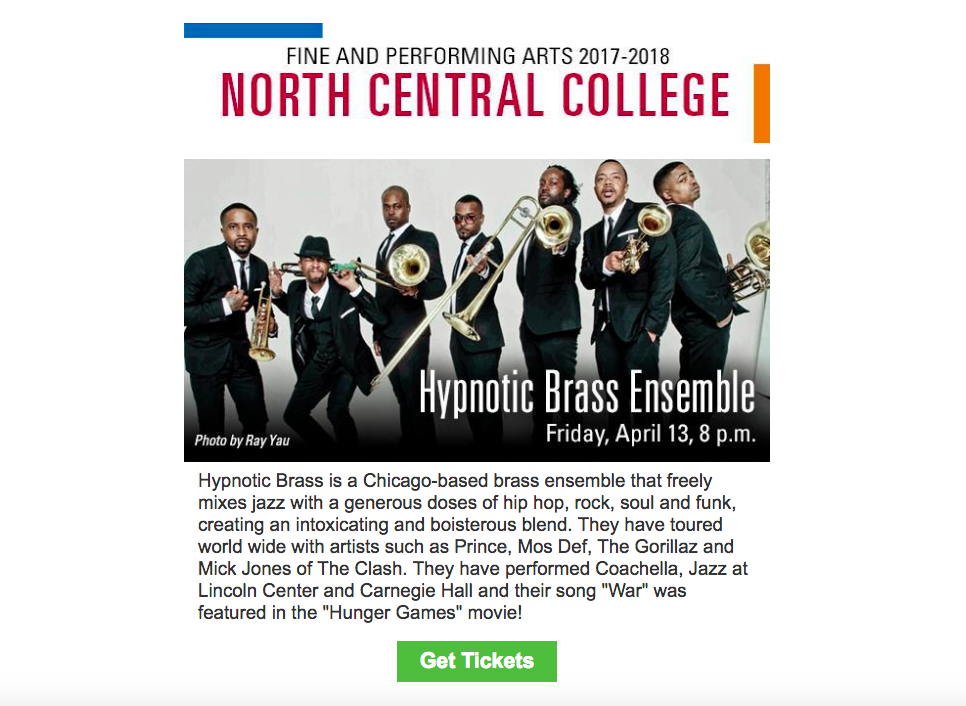 FINE AND PERFORMING ARTS 2017-2018
NORTH CENTRAL COLLEGE
Hypnotic Brass Ensemble
Friday, April 13, 8 p.m.
Photo by Ray Yau
Hypnotic Brass is a Chicago-based brass ensemble that freely
mixes jazz with a generous doses of hip hop, rock, soul and funk,
creating an intoxicating and boisterous blend. They have toured
world wide with artists such as Prince, Mos Def, The Gorillaz and
Mick Jones of The Clash. They have performed Coachella, Jazz at
Lincoln Center and Carnegie Hall and their song "War" was
featured in the "Hunger Games" movie!
Get Tickets